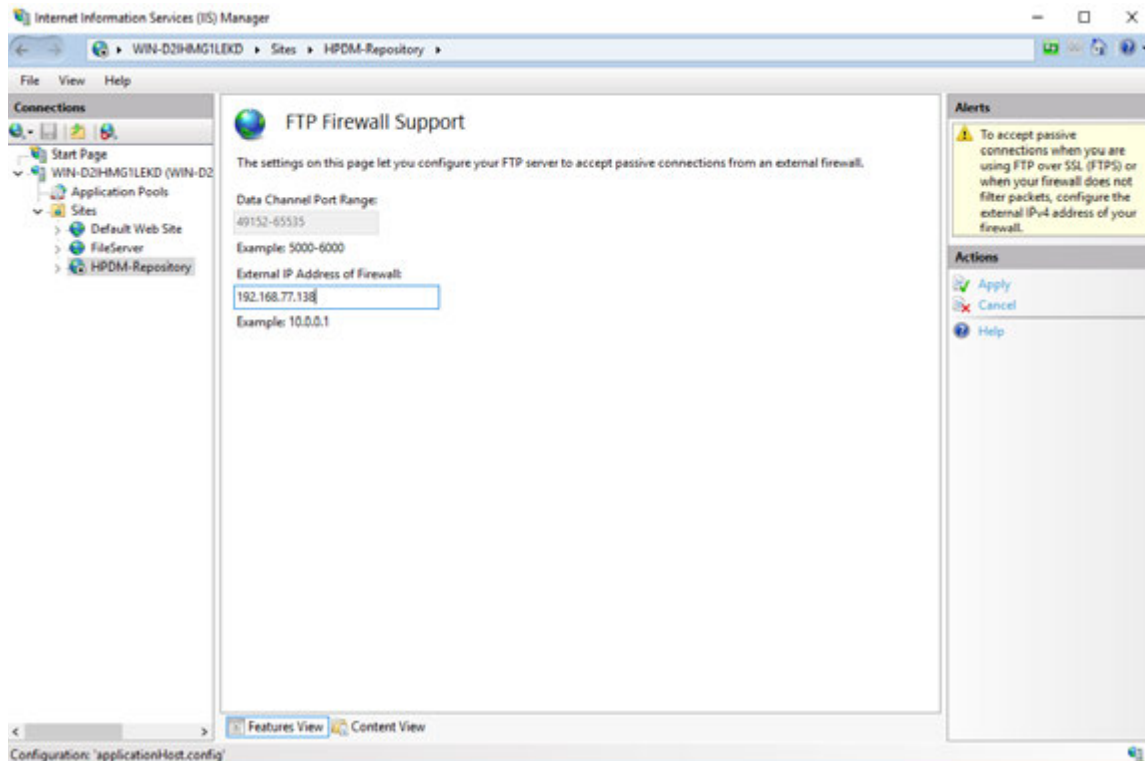 Internet Information Services (IIS) Manager
WIN-D2IHMG1LEKD Sites HPDM-Repository
File View Help
Connections
Start Page
WIN-D2IHMG1LEKD (WIN-D2
Application Pools
Sites
Default Web Site
FileServer
HPDM-Repository
FTP Firewall Support
The settings on this page let you configure your FTP server to accept passive connections from an external firewall.
Data Channel Port Range:
49152-65535
Example: 5000-6000
External IP Address of Firewall:
192.168.77.138
Example: 10.0.0.1
Features View Content View
Alerts
To accept passive
connections when you are
using FTP over SSL (FTPS) or
when your firewall does not
filter packets, configure the
external IPv4 address of your
firewall.
Actions
Apply
Cancel
Help
Configuration: 'applicationHost.config'